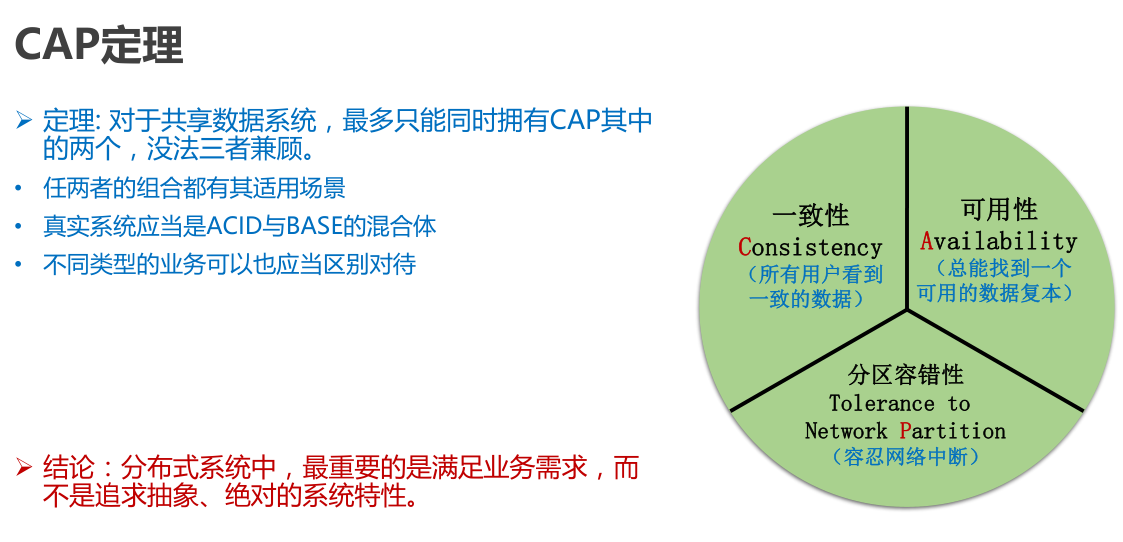 CAP定理
➢ 定理: 对于共享数据系统，最多只能同时拥有CAP其中
的两个，没法三者兼顾。
• 任两者的组合都有其适用场景
• 真实系统应当是ACID与BASE的混合体
• 不同类型的业务可以也应当区别对待
➢ 结论：分布式系统中，最重要的是满足业务需求，而
不是追求抽象、绝对的系统特性。
一致性
Consistency
（所有用户看到
一致的数据）
可用性
Availability
（总能找到一个
可用的数据复本）
分区容错性
Tolerance to
Network Partition
（容忍网络中断）